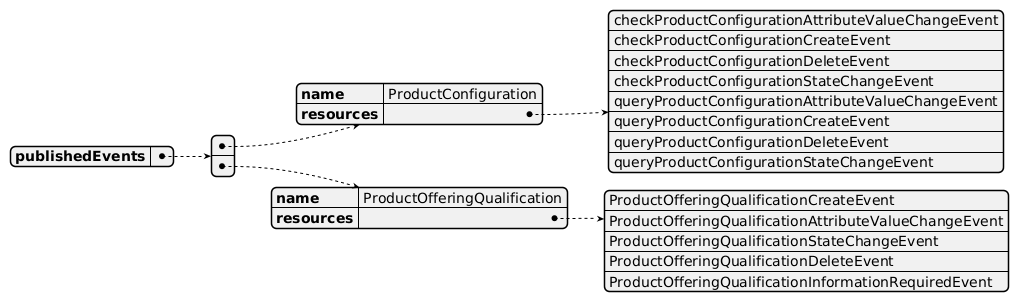 publishedEvents
name ProductConfiguration
resources
checkProductConfigurationAttributeValueChangeEvent
checkProductConfigurationCreateEvent
checkProductConfigurationDeleteEvent
checkProductConfigurationStateChangeEvent
queryProductConfigurationAttributeValueChangeEvent
queryProductConfigurationCreateEvent
queryProductConfigurationDeleteEvent
queryProductConfigurationStateChangeEvent
name ProductOfferingQualification
resources
ProductOfferingQualificationCreateEvent
ProductOfferingQualificationAttributeValueChangeEvent
ProductOfferingQualificationStateChangeEvent
ProductOfferingQualificationDeleteEvent
ProductOfferingQualificationInformationRequiredEvent